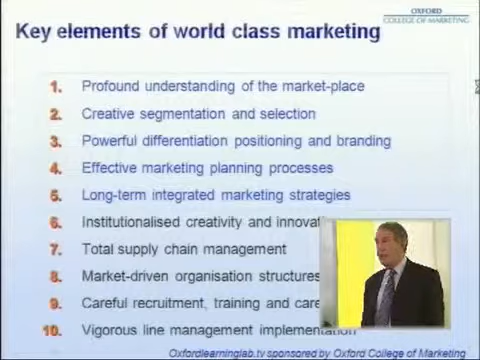 OXFORD
COLLEGE OF MARKETING
Key elements of world class marketing
1. Profound understanding of the market-place
2. Creative segmentation and selection
3. Powerful differentiation positioning and branding
4. Effective marketing planning processes
5. Long-term integrated marketing strategies
6. Institutionalised creativity and
7. Total supply chain management
8. Market-driven organisation structures
9. Careful recruitment, training and
10. Vigorous line management implementation
Oxfordlearninglab.tv sponsored by Oxford College of Marketing